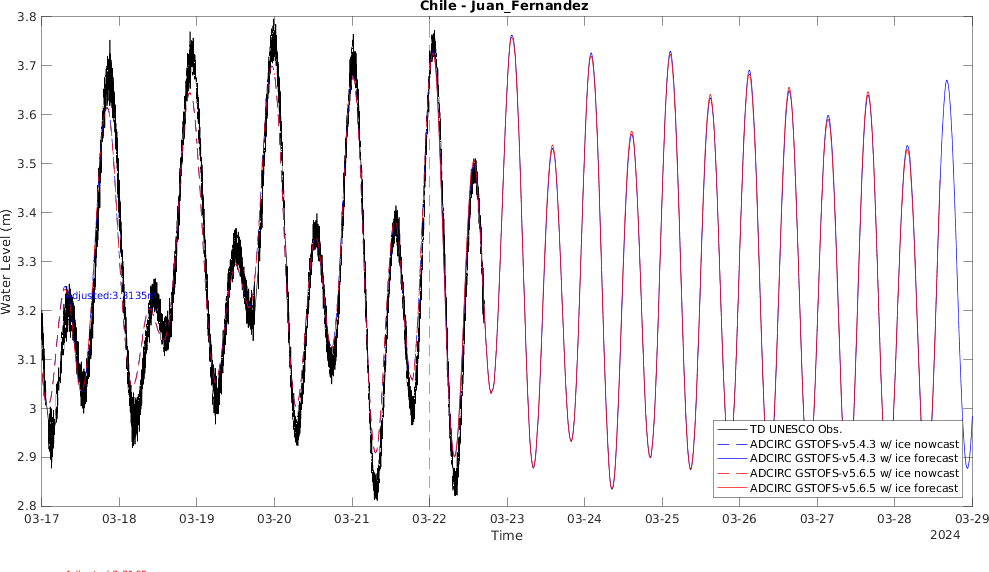 Chile - Juan_Fernandez
3.8
3.7
3.6
3.5
3.4
3.3
3.2
3.1
3
2.9
2.8
Water Level (m)
TD UNESCO Obs.
ADCIRC GSTOFS-v5.4.3 w/ ice nowcast
ADCIRC GSTOFS-v5.4.3 w/ ice forecast
ADCIRC GSTOFS-v5.6.5 w/ ice nowcast
ADCIRC GSTOFS-v5.6.5 w/ ice forecast
03-17 03-18 03-19 03-20 03-21 03-22 03-23 03-24 03-25 03-26 03-27 03-28 03-29
Time
2024